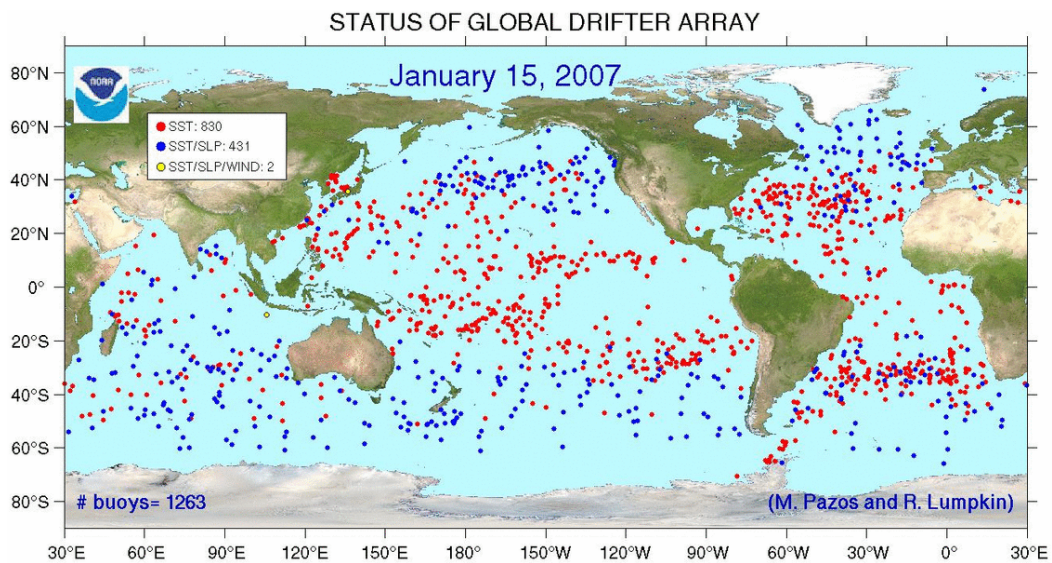 STATUS OF GLOBAL DRIFTER ARRAY
80°N
60°N
40°N
20°N
0°
20°S
40°S
60°S
80°S
NOAA
January 15, 2007
SST: 830
SST/SLP: 431
SST/SLP/WIND: 2
# buoys= 1263
(M. Pazos and R. Lumpkin)
30°E 60°E 90°E 120°E 150°E 180° 150°W 120°W 90°W 60°W 30°W 0° 30°E